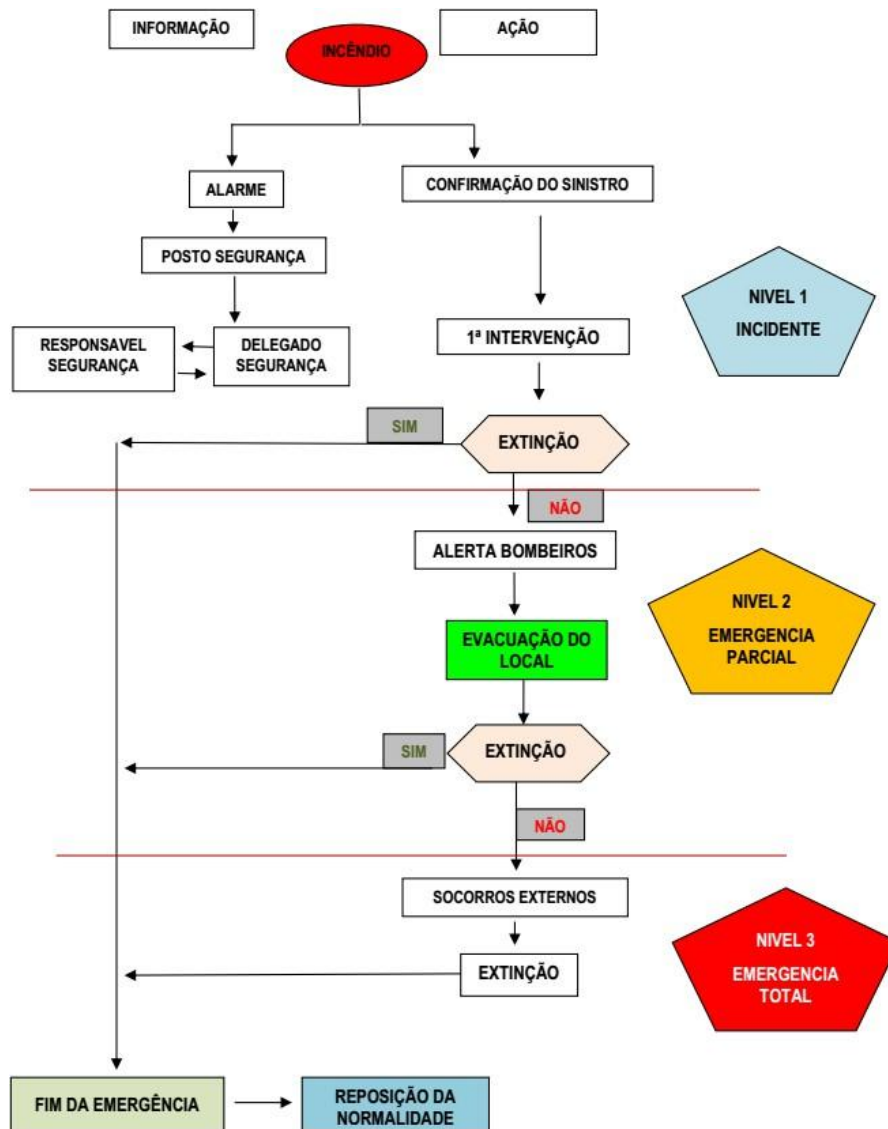 INFORMAÇÃO
AÇÃO
INCÊNDIO
ALARME
CONFIRMAÇÃO DO SINISTRO
POSTO SEGURANÇA
NIVEL 1
INCIDENTE
RESPONSAVEL
SEGURANÇA
DELEGADO
SEGURANÇA
1ª INTERVENÇÃO
SIM
EXTINÇÃO
NÃO
ALERTA BOMBEIROS
NIVEL 2
EMERGENCIA
PARCIAL
EVACUAÇÃO DO
LOCAL
SIM
EXTINÇÃO
NÃO
SOCORROS EXTERNOS
NIVEL 3
EMERGENCIA
TOTAL
EXTINÇÃO
FIM DA EMERGÊNCIA
REPOSIÇÃO DA
NORMALIDADE